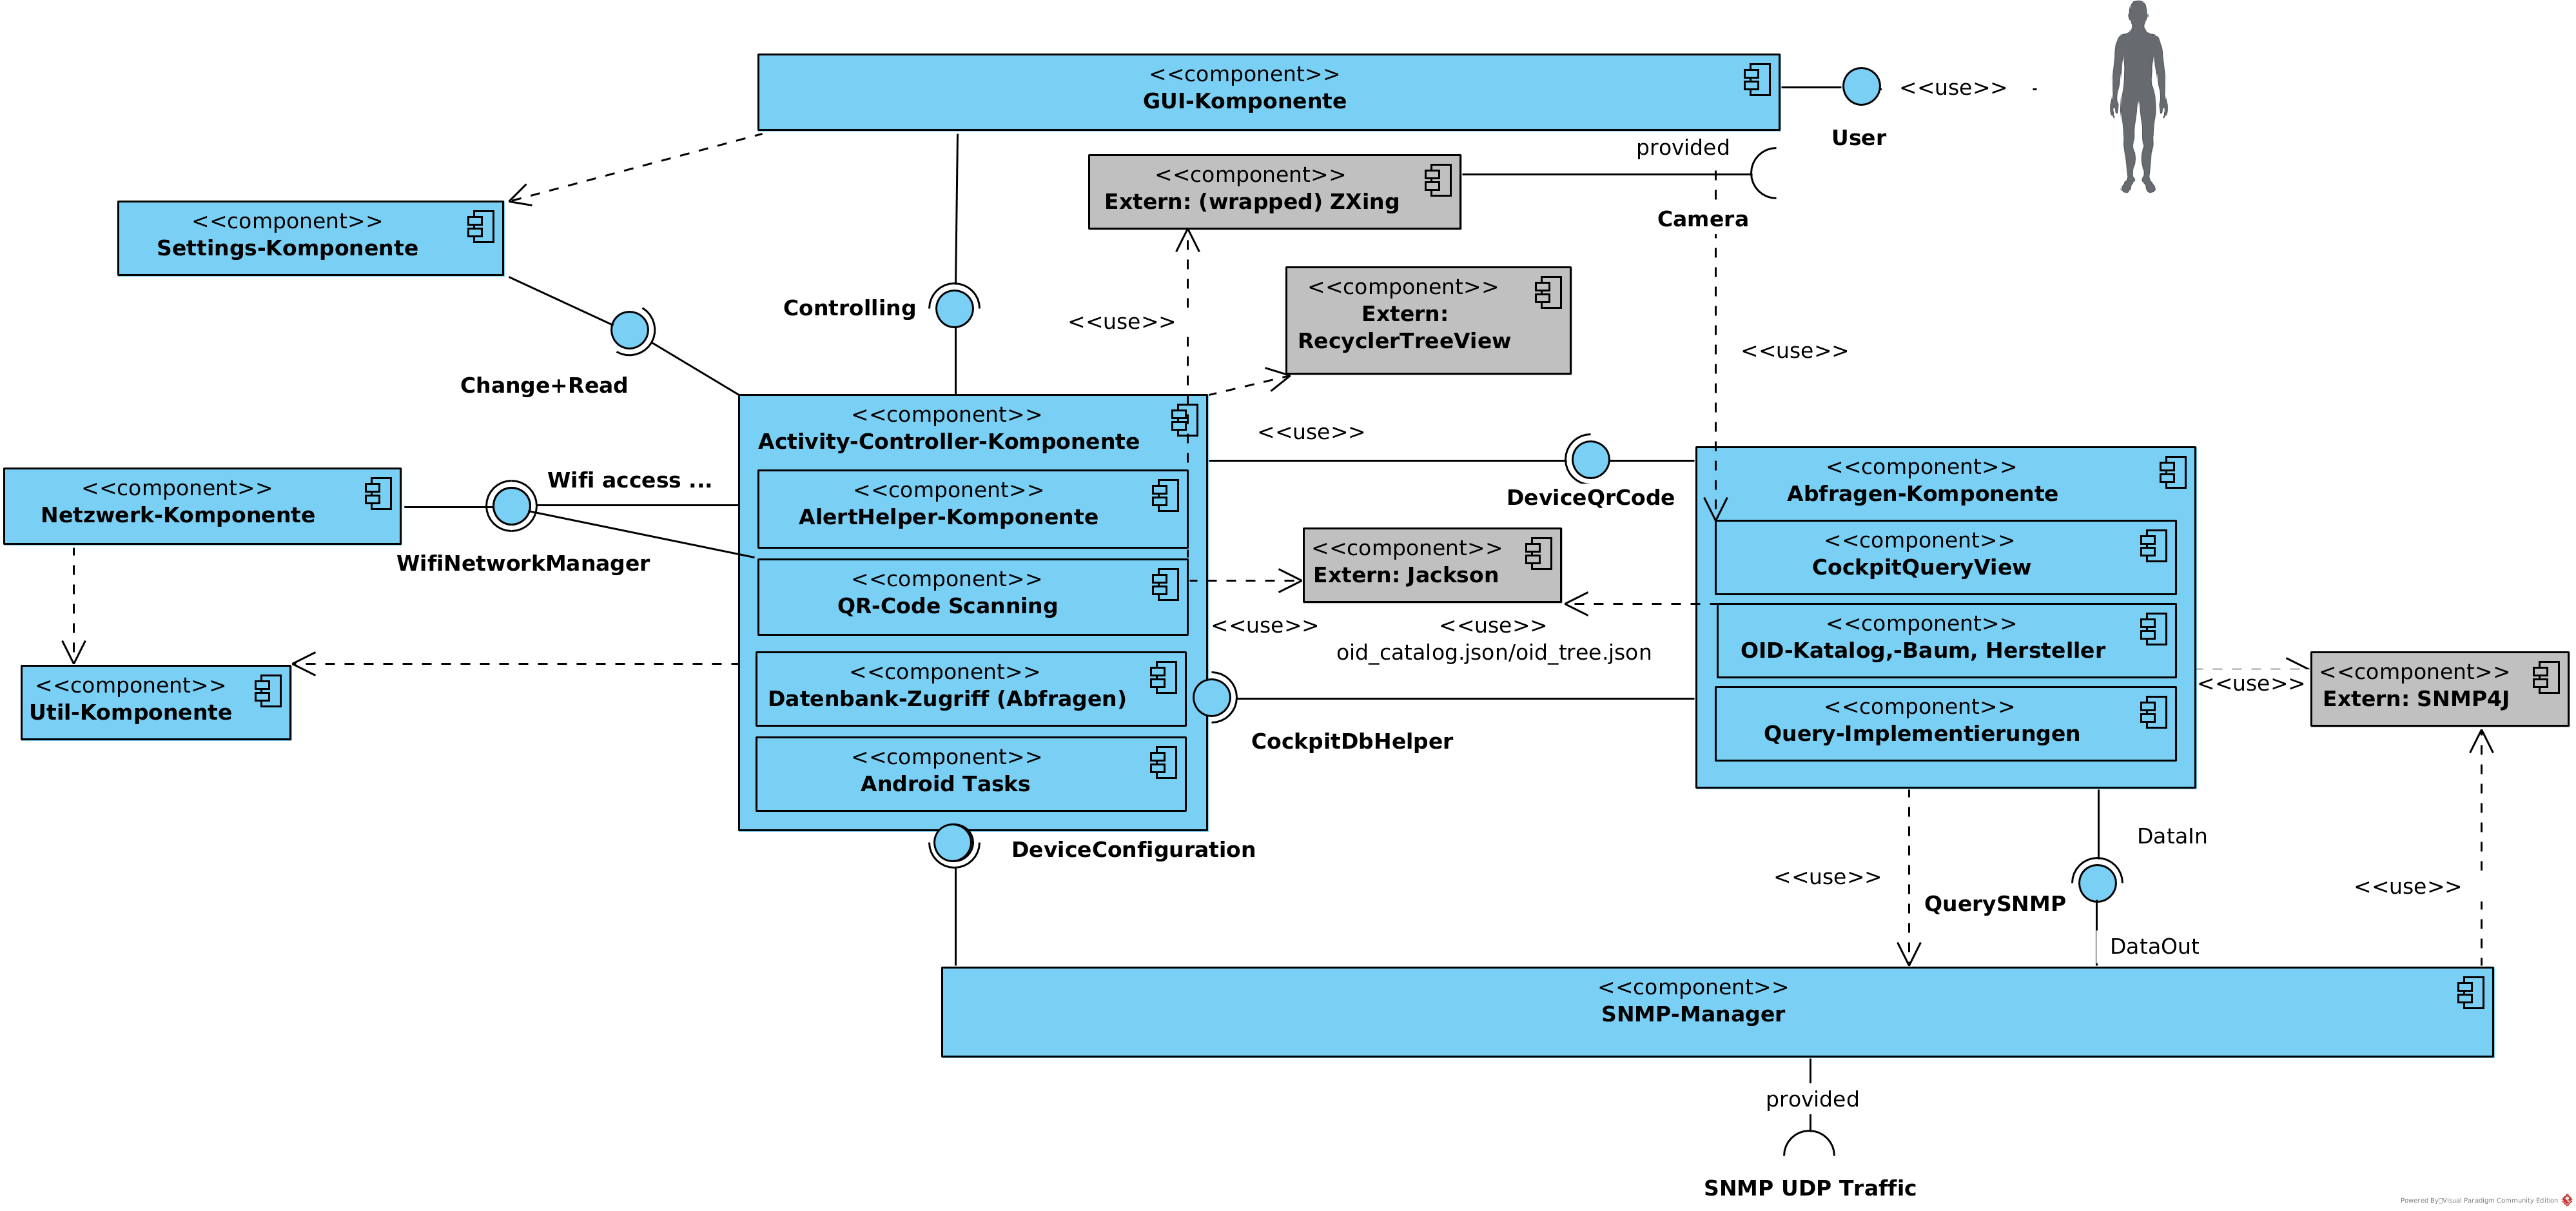 <<component>>
GUI-Komponente
<<use>>
User
provided
<<component>>
Extern: (wrapped) ZXing
Camera
<<component>>
Settings-Komponente
<<component>>
Extern:
RecyclerTreeView
Controlling
<<use>>
<<use>>
Change+Read
<<component>>
Activity-Controller-Komponente
<<use>>
<<component>>
Abfragen-Komponente
<<component>>
Netzwerk-Komponente
Wifi access ...
WifiNetworkManager
<<component>>
AlertHelper-Komponente
DeviceQrCode
<<component>>
CockpitQueryView
<<component>>
Extern: Jackson
<<component>>
QR-Code Scanning
<<use>>
<<use>>
oid_catalog.json/oid_tree.json
<<component>>
OID-Katalog,-Baum, Hersteller
<<component>>
Util-Komponente
<<component>>
Datenbank-Zugriff (Abfragen)
<<use>>
<<component>>
Extern: SNMP4J
<<component>>
Query-Implementierungen
CockpitDbHelper
<<component>>
Android Tasks
DeviceConfiguration
DataIn
<<use>>
QuerySNMP
<<use>>
DataOut
<<component>>
SNMP-Manager
provided
SNMP UDP Traffic
Powered By Visual Paradigm Community Edition